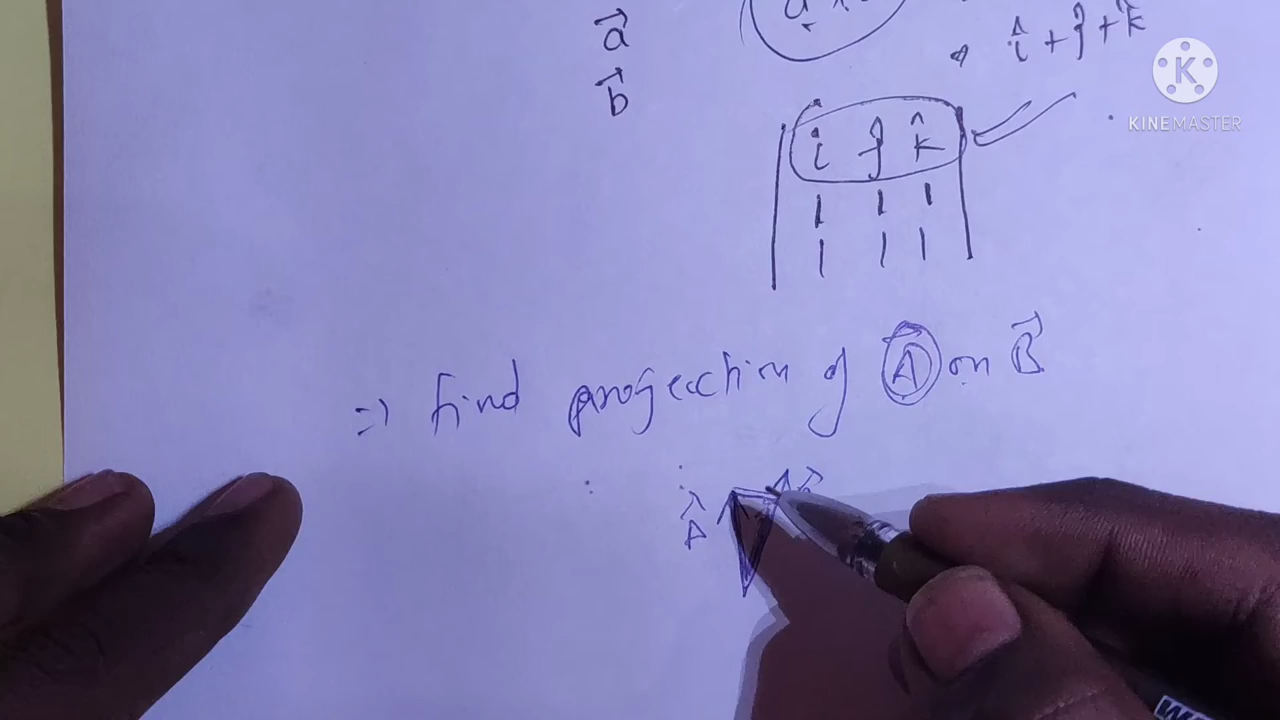 a⃗
b⃗
î + ĵ + k̂
î ĵ k̂
1 1 1
1 1 1
KINEMASTER
=) find projection of A⃗ on B⃗
A⃗